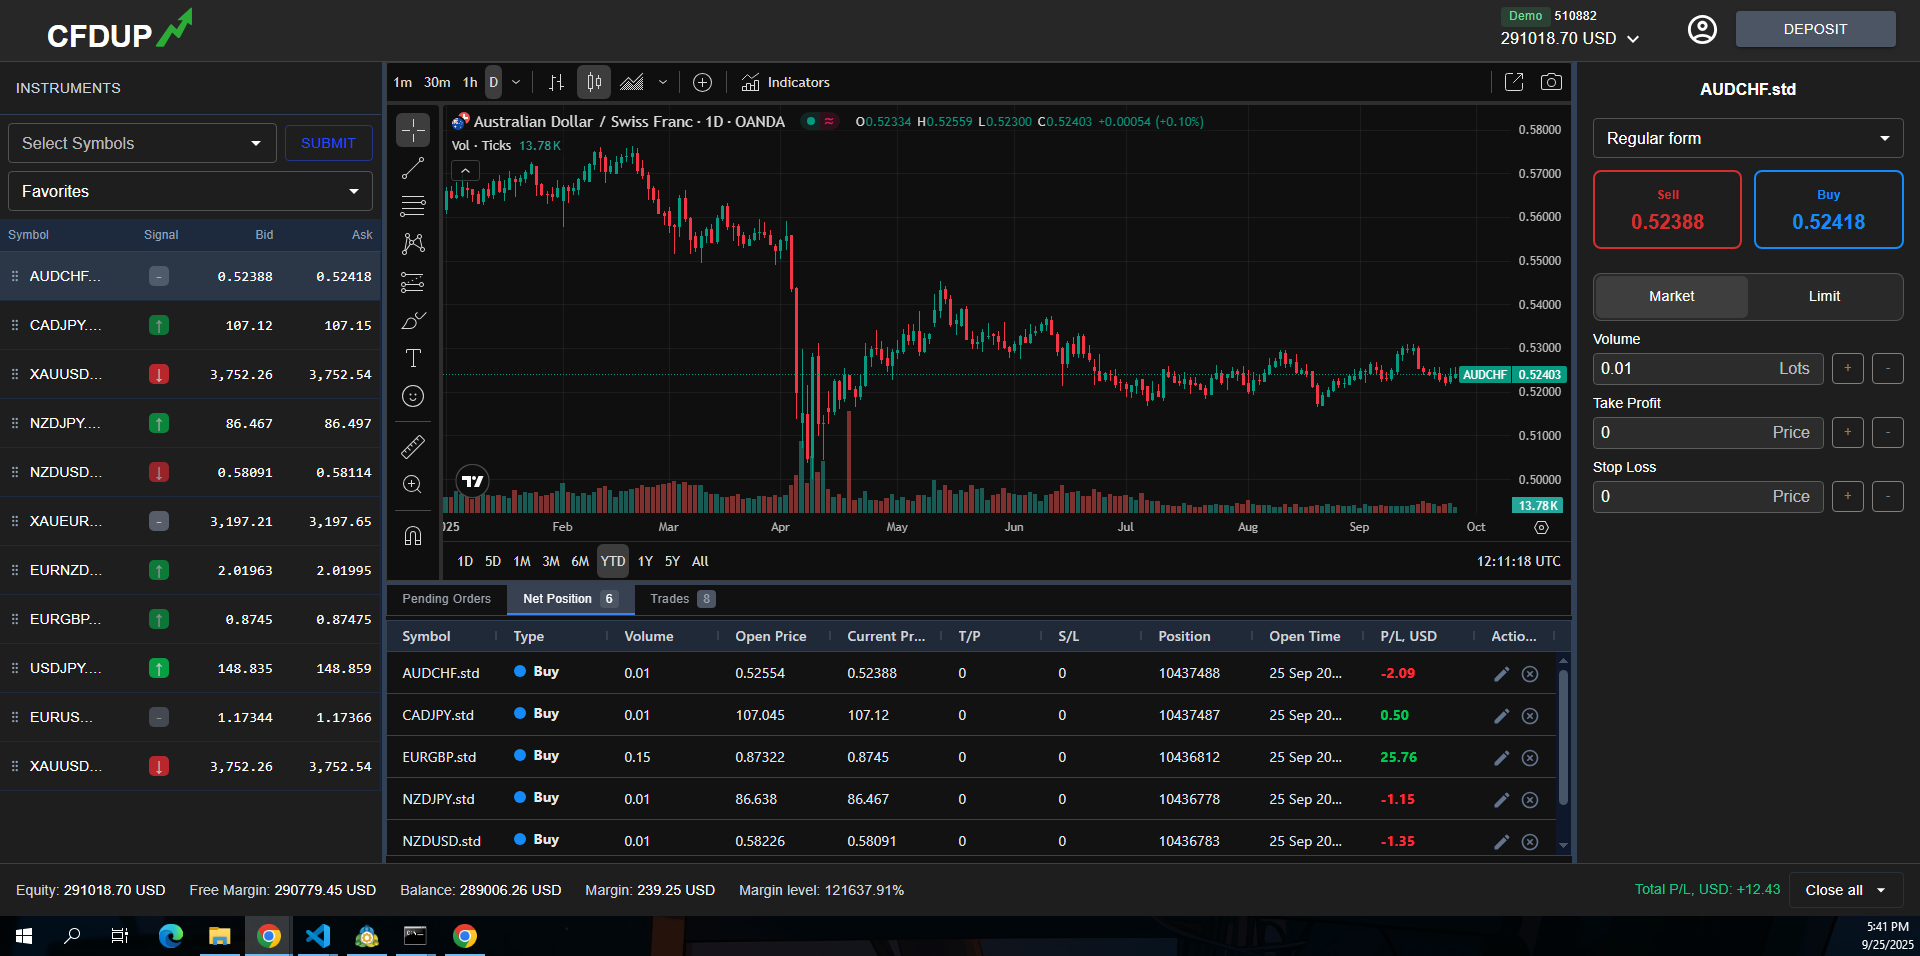 CFDUP
Demo 510882
291018.70 USD
DEPOSIT
INSTRUMENTS
Select Symbols
SUBMIT
Favorites
Symbol Signal Bid Ask
AUDCHF... - 0.52388 0.52418
CADJPY.... ↑ 107.12 107.15
XAUUSD... ↓ 3,752.26 3,752.54
NZDJPY.... ↑ 86.467 86.497
NZDUSD... ↓ 0.58091 0.58114
XAUEUR... - 3,197.21 3,197.65
EURNZD... ↑ 2.01963 2.01995
EURGBP... ↑ 0.8745 0.87475
USDJPY.... ↑ 148.835 148.859
EURUS... - 1.17344 1.17366
XAUUSD... ↓ 3,752.26 3,752.54
1m 30m 1h D Indicators
Australian Dollar / Swiss Franc · 1D · OANDA O0.52334 H0.52559 L0.52300 C0.52403 +0.00054 (+0.10%)
Vol · Ticks 13.78K
0.58000
0.57000
0.56000
0.55000
0.54000
0.53000
AUDCHF 0.52403
0.52000
0.51000
0.50000
13.78K
025 Feb Mar Apr May Jun Jul Aug Sep Oct
1D 5D 1M 3M 6M YTD 1Y 5Y All
12:11:18 UTC
Pending Orders Net Position 6 Trades 8
Symbol Type Volume Open Price Current Pr... T/P S/L Position Open Time P/L, USD Actio...
AUDCHF.std Buy 0.01 0.52554 0.52388 0 0 10437488 25 Sep 20... -2.09
CADJPY.std Buy 0.01 107.045 107.12 0 0 10437487 25 Sep 20... 0.50
EURGBP.std Buy 0.15 0.87322 0.8745 0 0 10436812 25 Sep 20... 25.76
NZDJPY.std Buy 0.01 86.638 86.467 0 0 10436778 25 Sep 20... -1.15
NZDUSD.std Buy 0.01 0.58226 0.58091 0 0 10436783 25 Sep 20... -1.35
AUDCHF.std
Regular form
Sell Buy
0.52388 0.52418
Market Limit
Volume
0.01 Lots + -
Take Profit
0 Price + -
Stop Loss
0 Price + -
Equity: 291018.70 USD Free Margin: 290779.45 USD Balance: 289006.26 USD Margin: 239.25 USD Margin level: 121637.91%
Total P/L, USD: +12.43
Close all
5:41 PM
9/25/2025